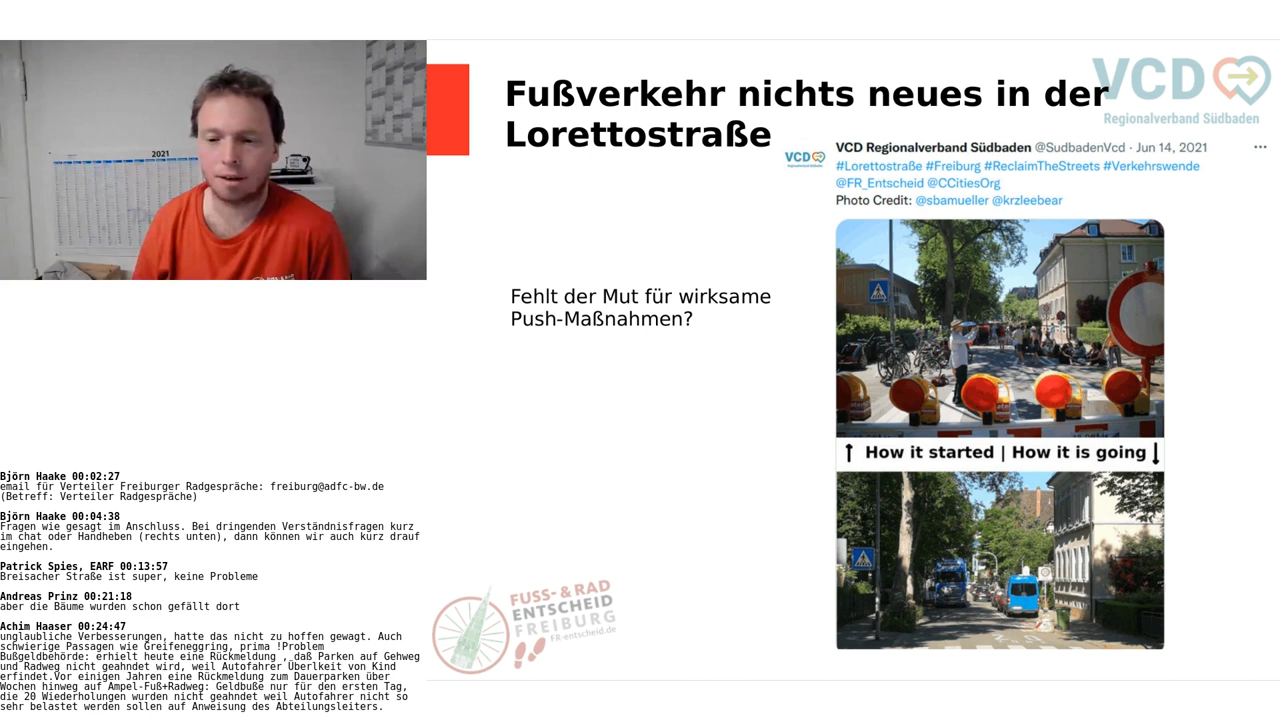 2021
Fußverkehr nichts neues in der
Lorettostraße
VCD
Regionalverband Südbaden
VCD
VCD Regionalverband Südbaden @SudbadenVcd · Jun 14, 2021
#Lorettostraße #Freiburg #ReclaimTheStreets #Verkehrswende
@FR_Entscheid @CCitiesOrg
Photo Credit: @sbamueller @krzleebear
Fehlt der Mut für wirksame
Push-Maßnahmen?
↑ How it started | How it is going ↓
FUSS- & RAD
ENTSCHEID
FREIBURG
FR-entscheid.de
Björn Haake 00:02:27
email für Verteiler Freiburger Radgespräche: freiburg@adfc-bw.de
(Betreff: Verteiler Radgespräche)
Björn Haake 00:04:38
Fragen wie gesagt im Anschluss. Bei dringenden Verständnisfragen kurz
im chat oder Handheben (rechts unten), dann können wir auch kurz drauf
eingehen.
Patrick Spies, EARF 00:13:57
Breisacher Straße ist super, keine Probleme
Andreas Prinz 00:21:18
aber die Bäume wurden schon gefällt dort
Achim Haaser 00:24:47
unglaubliche Verbesserungen, hatte das nicht zu hoffen gewagt. Auch
schwierige Passagen wie Greifeneggring, prima !Problem
Bußgeldbehörde: erhielt heute eine Rückmeldung , daß Parken auf Gehweg
und Radweg nicht geahndet wird, weil Autofahrer Überlkeit von Kind
erfindet.Vor einigen Jahren eine Rückmeldung zum Dauerparken über
Wochen hinweg auf Ampel-Fuß+Radweg: Geldbuße nur für den ersten Tag,
die 20 Wiederholungen wurden nicht geahndet weil Autofahrer nicht so
sehr belastet werden sollen auf Anweisung des Abteilungsleiters.